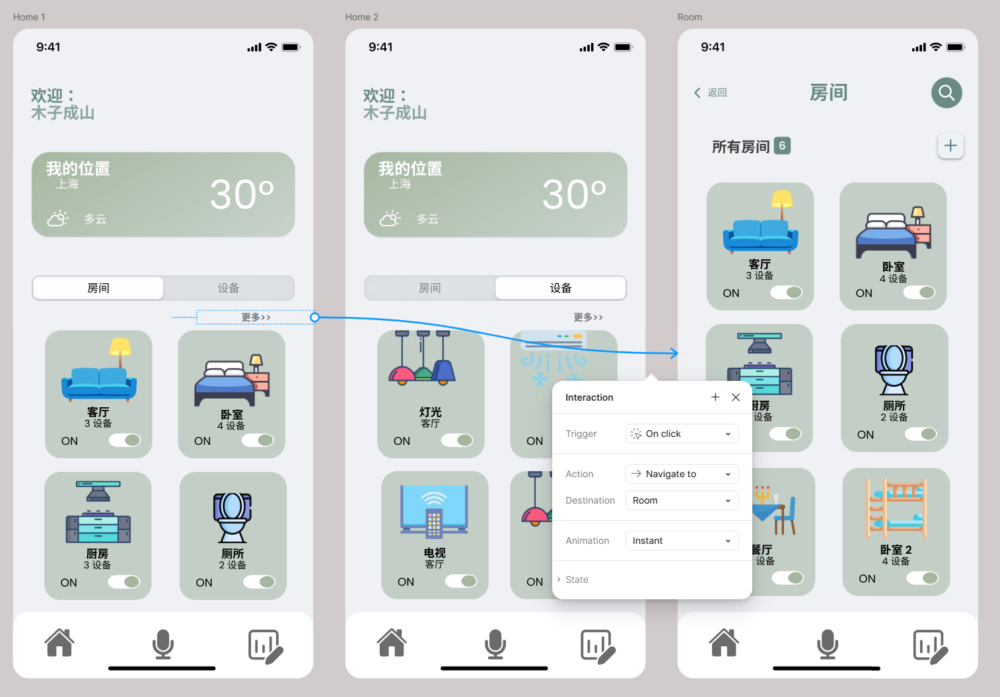 Home 1
9:41
欢迎：
木子成山
我的位置
上海
30°
多云
房间
设备
更多>>
客厅
3 设备
ON
卧室
4 设备
ON
厨房
3 设备
ON
厕所
2 设备
ON
Home 2
9:41
欢迎：
木子成山
我的位置
上海
30°
多云
房间
设备
更多>>
灯光
客厅
ON
ON
电视
客厅
ON
ON
Interaction
Trigger
On click
Action
Navigate to
Destination
Room
Animation
Instant
State
Room
9:41
返回
房间
所有房间 6
客厅
3 设备
ON
卧室
4 设备
ON
厨房
设备
厕所
2 设备
ON
餐厅
设备
卧室 2
4 设备
ON